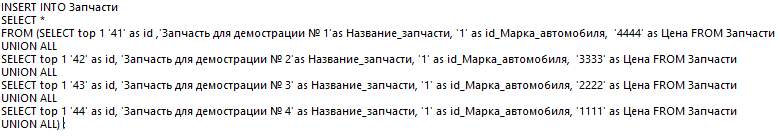 INSERT INTO Запчасти
SELECT *
FROM (SELECT top 1 '41' as id ,'Запчасть для демострации № 1'as Название_запчасти, '1' as id_Марка_автомобиля,  '4444' as Цена FROM Запчасти
UNION ALL
SELECT top 1 '42' as id, 'Запчасть для демострации № 2'as Название_запчасти, '1' as id_Марка_автомобиля,  '3333' as Цена FROM Запчасти
UNION ALL
SELECT top 1 '43' as id, 'Запчасть для демострации № 3' as Название_запчасти, '1' as id_Марка_автомобиля, '2222' as Цена FROM Запчасти
UNION ALL
SELECT top 1 '44' as id, 'Запчасть для демострации № 4' as Название_запчасти, '1' as id_Марка_автомобиля, '1111' as Цена FROM Запчасти
UNION ALL) ;